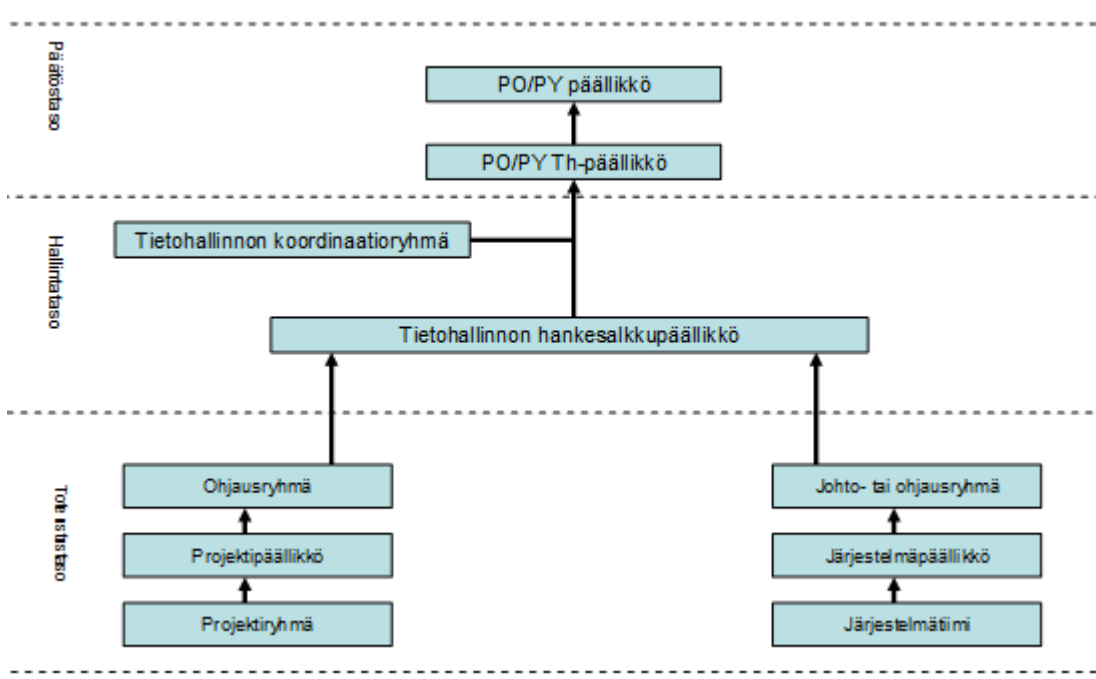 Päätöstaso
PO/PY päällikkö
PO/PY Th-päällikkö
Hallintataso
Tietohallinnon koordinaatioryhmä
Tietohallinnon hankesalkkupäällikkö
Toteutustaso
Ohjausryhmä
Johto- tai ohjausryhmä
Projektipäällikkö
Järjestelmäpäällikkö
Projektiryhmä
Järjestelmätiimi